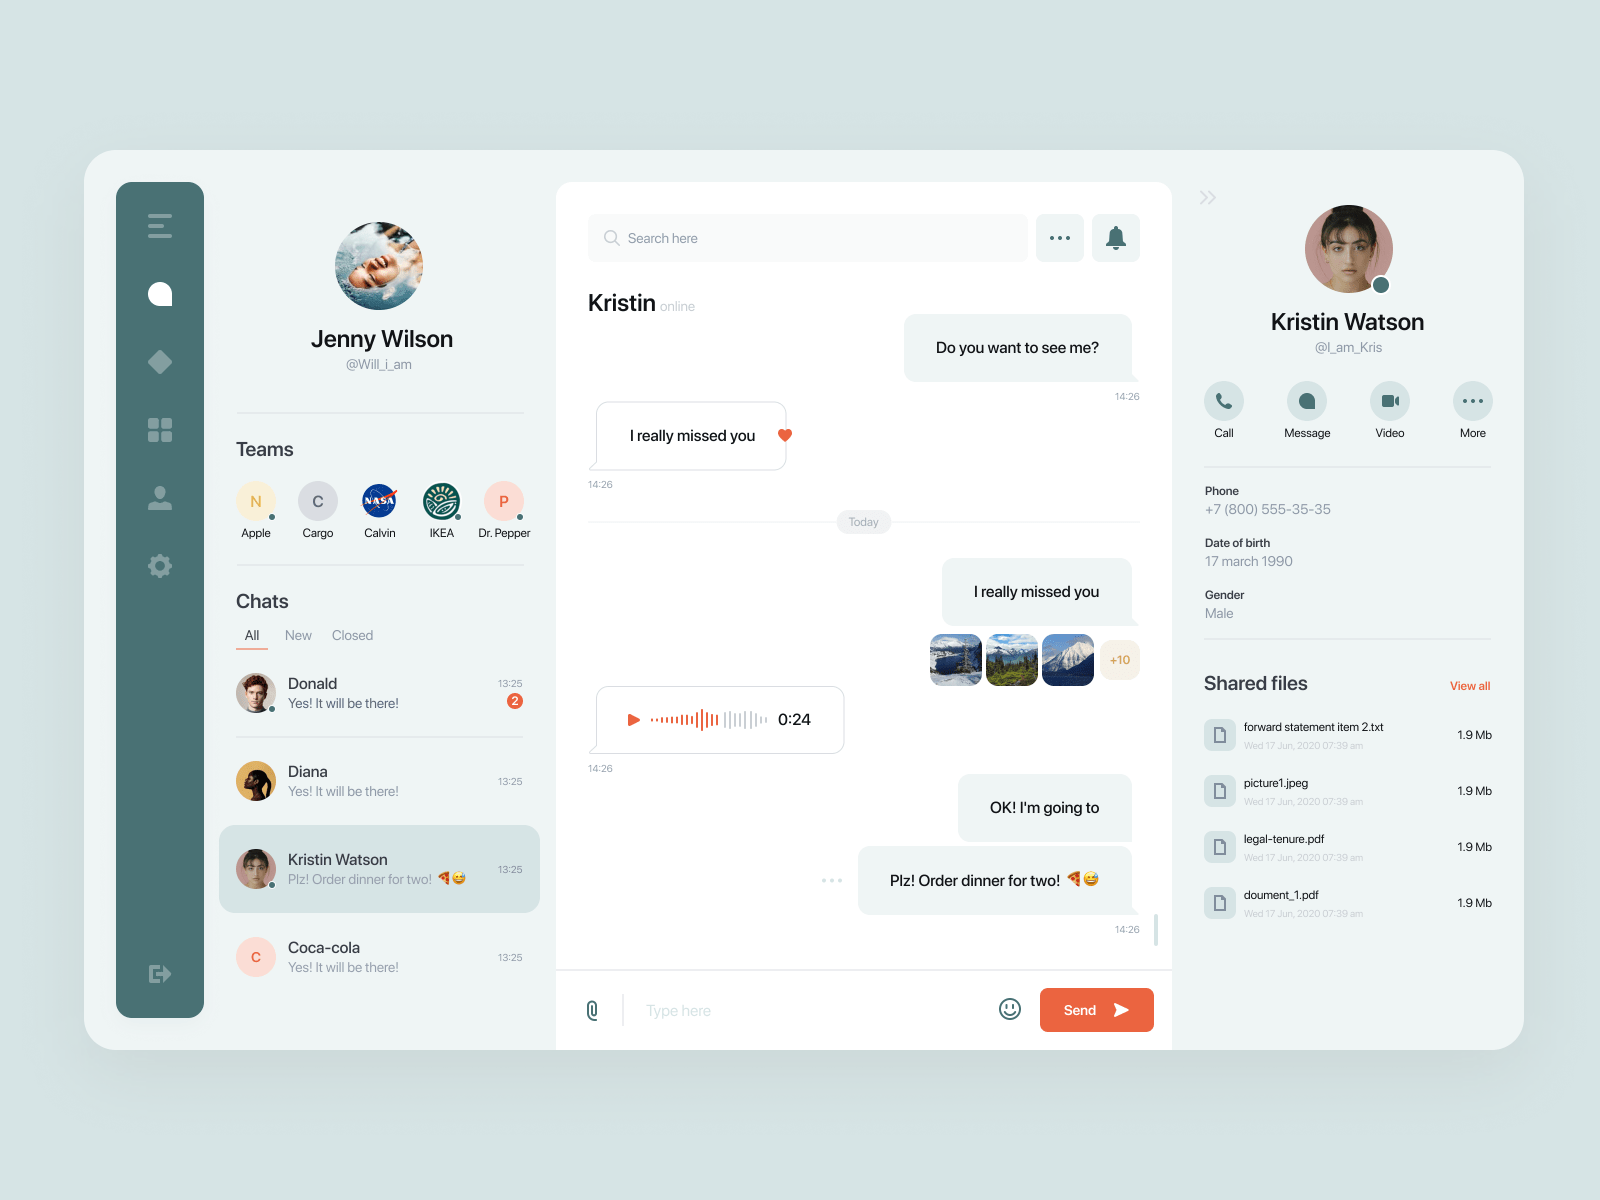 Jenny Wilson
@Will_i_am
Teams
N
C
NASA
P
Apple
Cargo
Calvin
IKEA
Dr. Pepper
Chats
All
New
Closed
Donald
13:25
Yes! It will be there!
2
Diana
Yes! It will be there!
13:25
Kristin Watson
Plz! Order dinner for two! 🍕😅
13:25
C
Coca-cola
Yes! It will be there!
13:25
Search here
Kristin online
Do you want to see me?
14:26
I really missed you
14:26
Today
I really missed you
+10
0:24
14:26
OK! I'm going to
Plz! Order dinner for two! 🍕😅
14:26
Type here
Send
Kristin Watson
@I_am_Kris
Call
Message
Video
More
Phone
+7 (800) 555-35-35
Date of birth
17 march 1990
Gender
Male
Shared files
View all
forward statement item 2.txt
Wed 17 Jun, 2020 07:39 am
1.9 Mb
picture1.jpeg
Wed 17 Jun, 2020 07:39 am
1.9 Mb
legal-tenure.pdf
Wed 17 Jun, 2020 07:39 am
1.9 Mb
doument_1.pdf
Wed 17 Jun, 2020 07:39 am
1.9 Mb